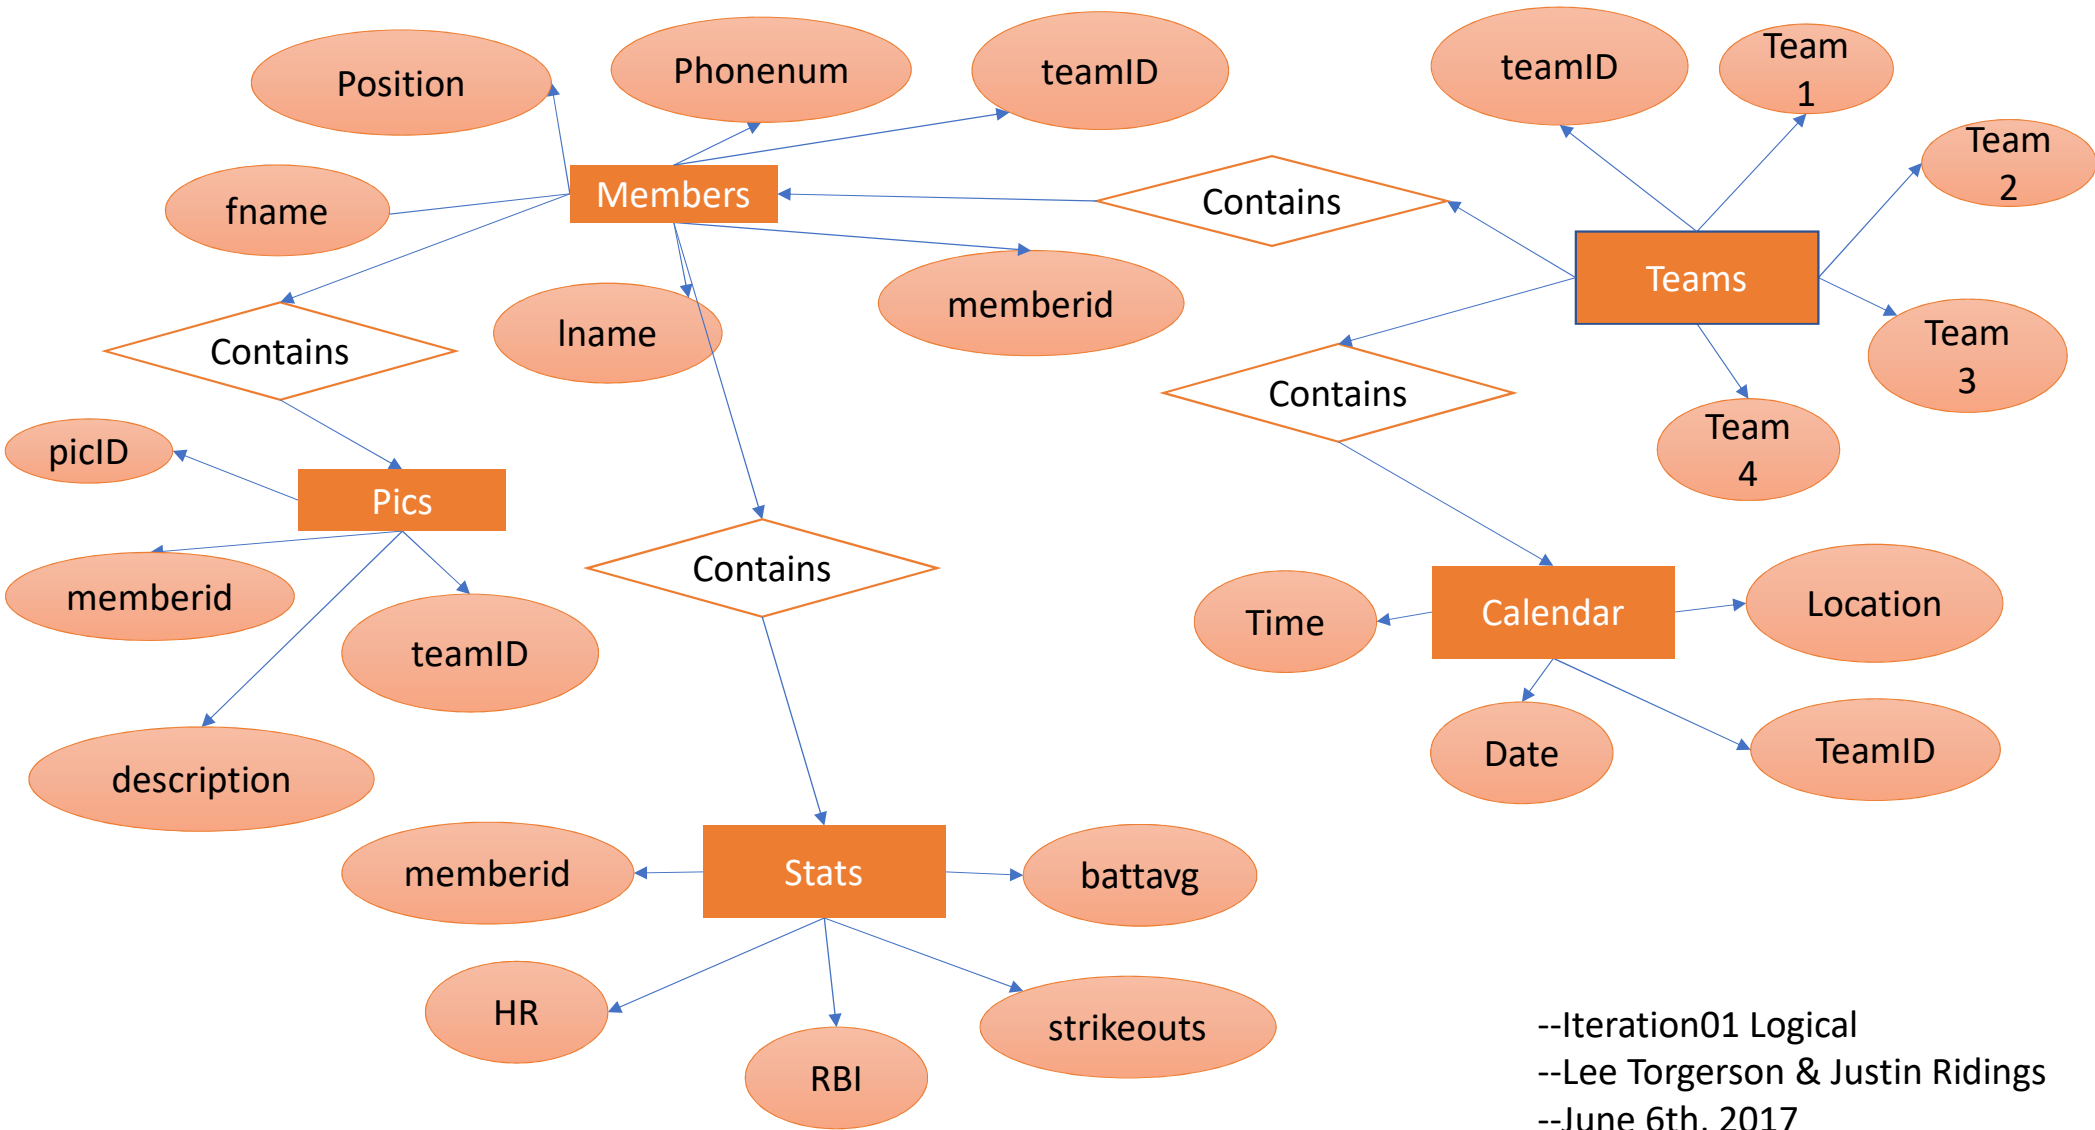 Position
Phonenum
teamID
teamID
Team
1
Team
2
fname
Members
Contains
Teams
memberid
lname
Contains
Contains
Team
3
Team
4
picID
Pics
memberid
teamID
description
Contains
Time
Calendar
Location
Date
TeamID
memberid
Stats
battavg
HR
RBI
strikeouts
--Iteration01 Logical
--Lee Torgerson & Justin Ridings
--June 6th, 2017